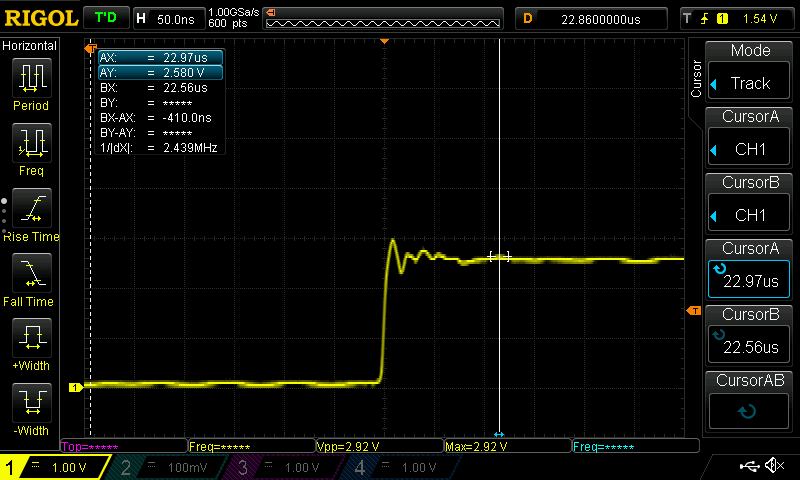 RIGOL T'D H 50.0ns 1.00GSa/s 600 pts D 22.8600000us T 1 1.54 V
Horizontal
Period
Freq
Rise Time
Fall Time
+Width
-Width
T
AX: = 22.97us
AY: = 2.580 V
BX: = 22.56us
BY: = *****
BX-AX: = -410.0ns
BY-AY: = *****
1/|dX|: = 2.439MHz
1
T
Cursor
Mode
Track
CursorA
CH1
CursorB
CH1
CursorA
22.97us
CursorB
22.56us
CursorAB
Top=***** Freq=***** Vpp=2.92 V Max=2.92 V Freq=*****
1 = 1.00 V 2 = 100mV 3 = 1.00 V 4 = 1.00 V